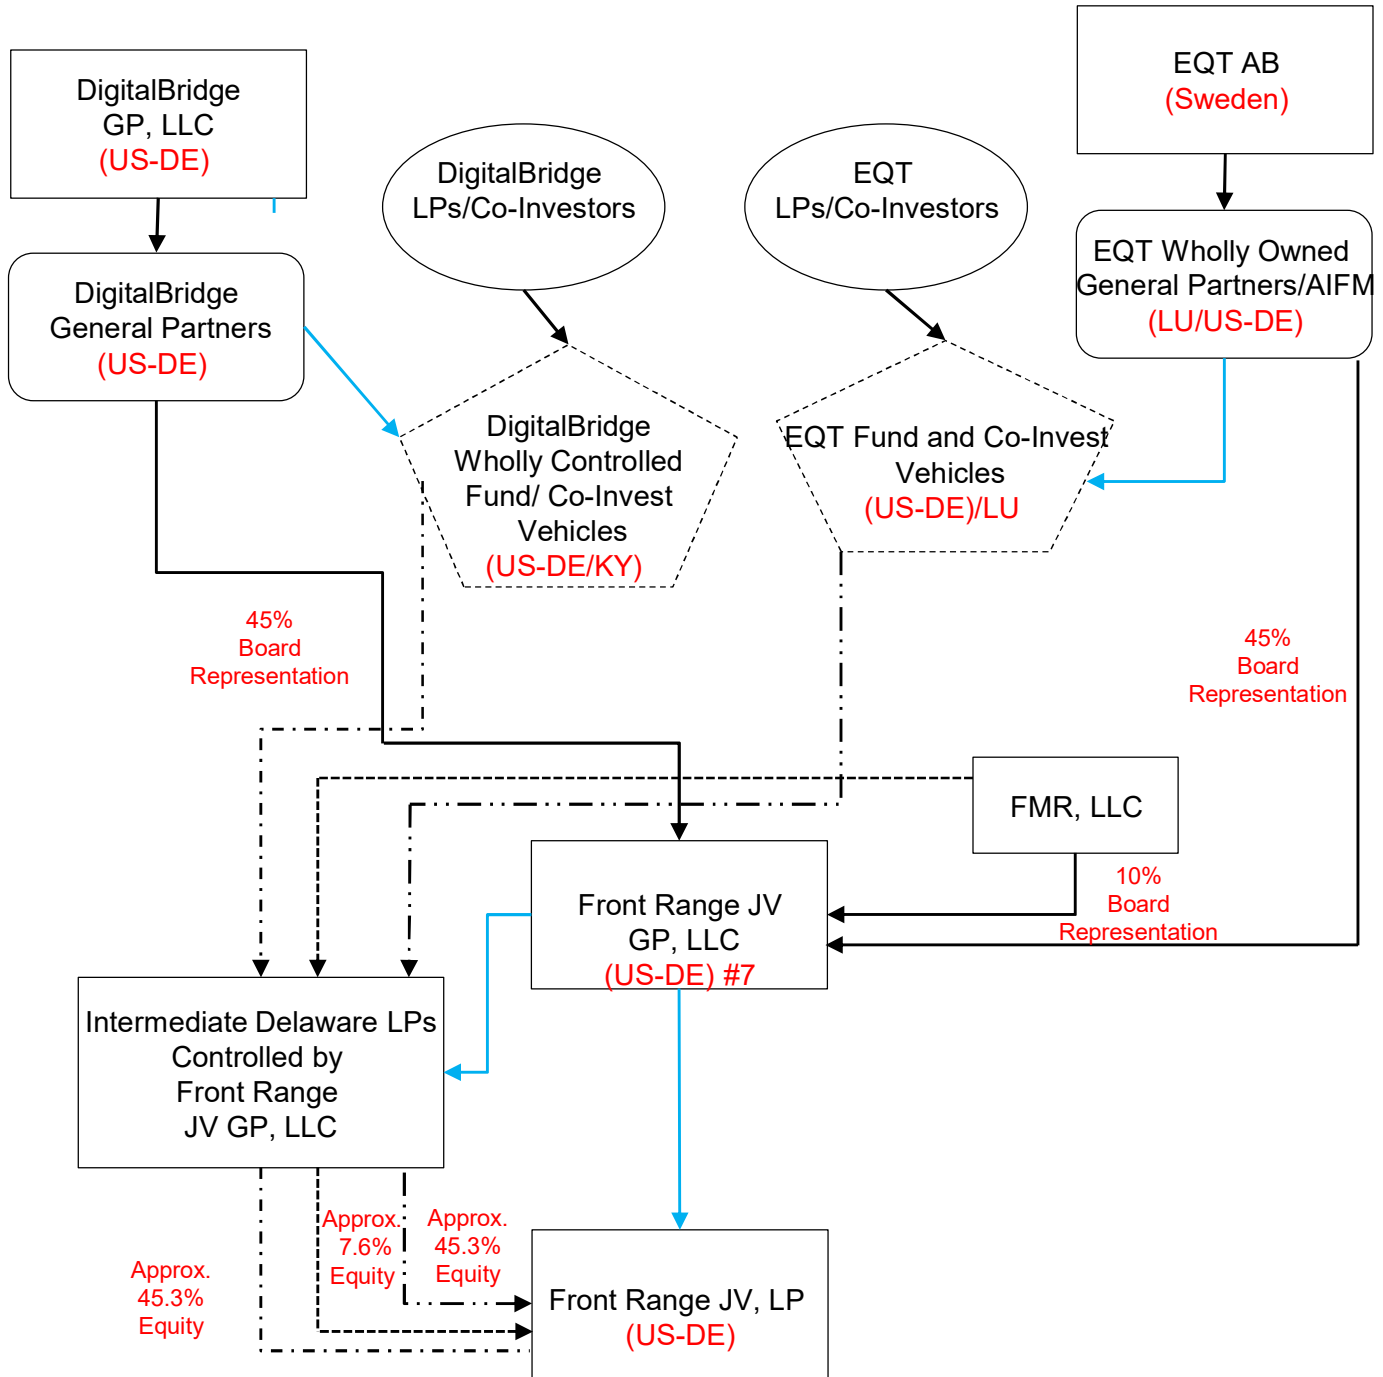 DigitalBridge
GP, LLC
(US-DE)
DigitalBridge
LPs/Co-Investors
EQT
LPs/Co-Investors
EQT AB
(Sweden)
DigitalBridge
General Partners
(US-DE)
EQT Wholly Owned
General Partners/AIFM
(LU/US-DE)
DigitalBridge
Wholly Controlled
Fund/ Co-Invest
Vehicles
(US-DE/KY)
EQT Fund and Co-Invest
Vehicles
(US-DE)/LU
45%
Board
Representation
45%
Board
Representation
FMR, LLC
10%
Board
Representation
Front Range JV
GP, LLC
(US-DE) #7
Intermediate Delaware LPs
Controlled by
Front Range
JV GP, LLC
Approx.
45.3%
Equity
Approx.
7.6%
Equity
Approx.
45.3%
Equity
Front Range JV, LP
(US-DE)